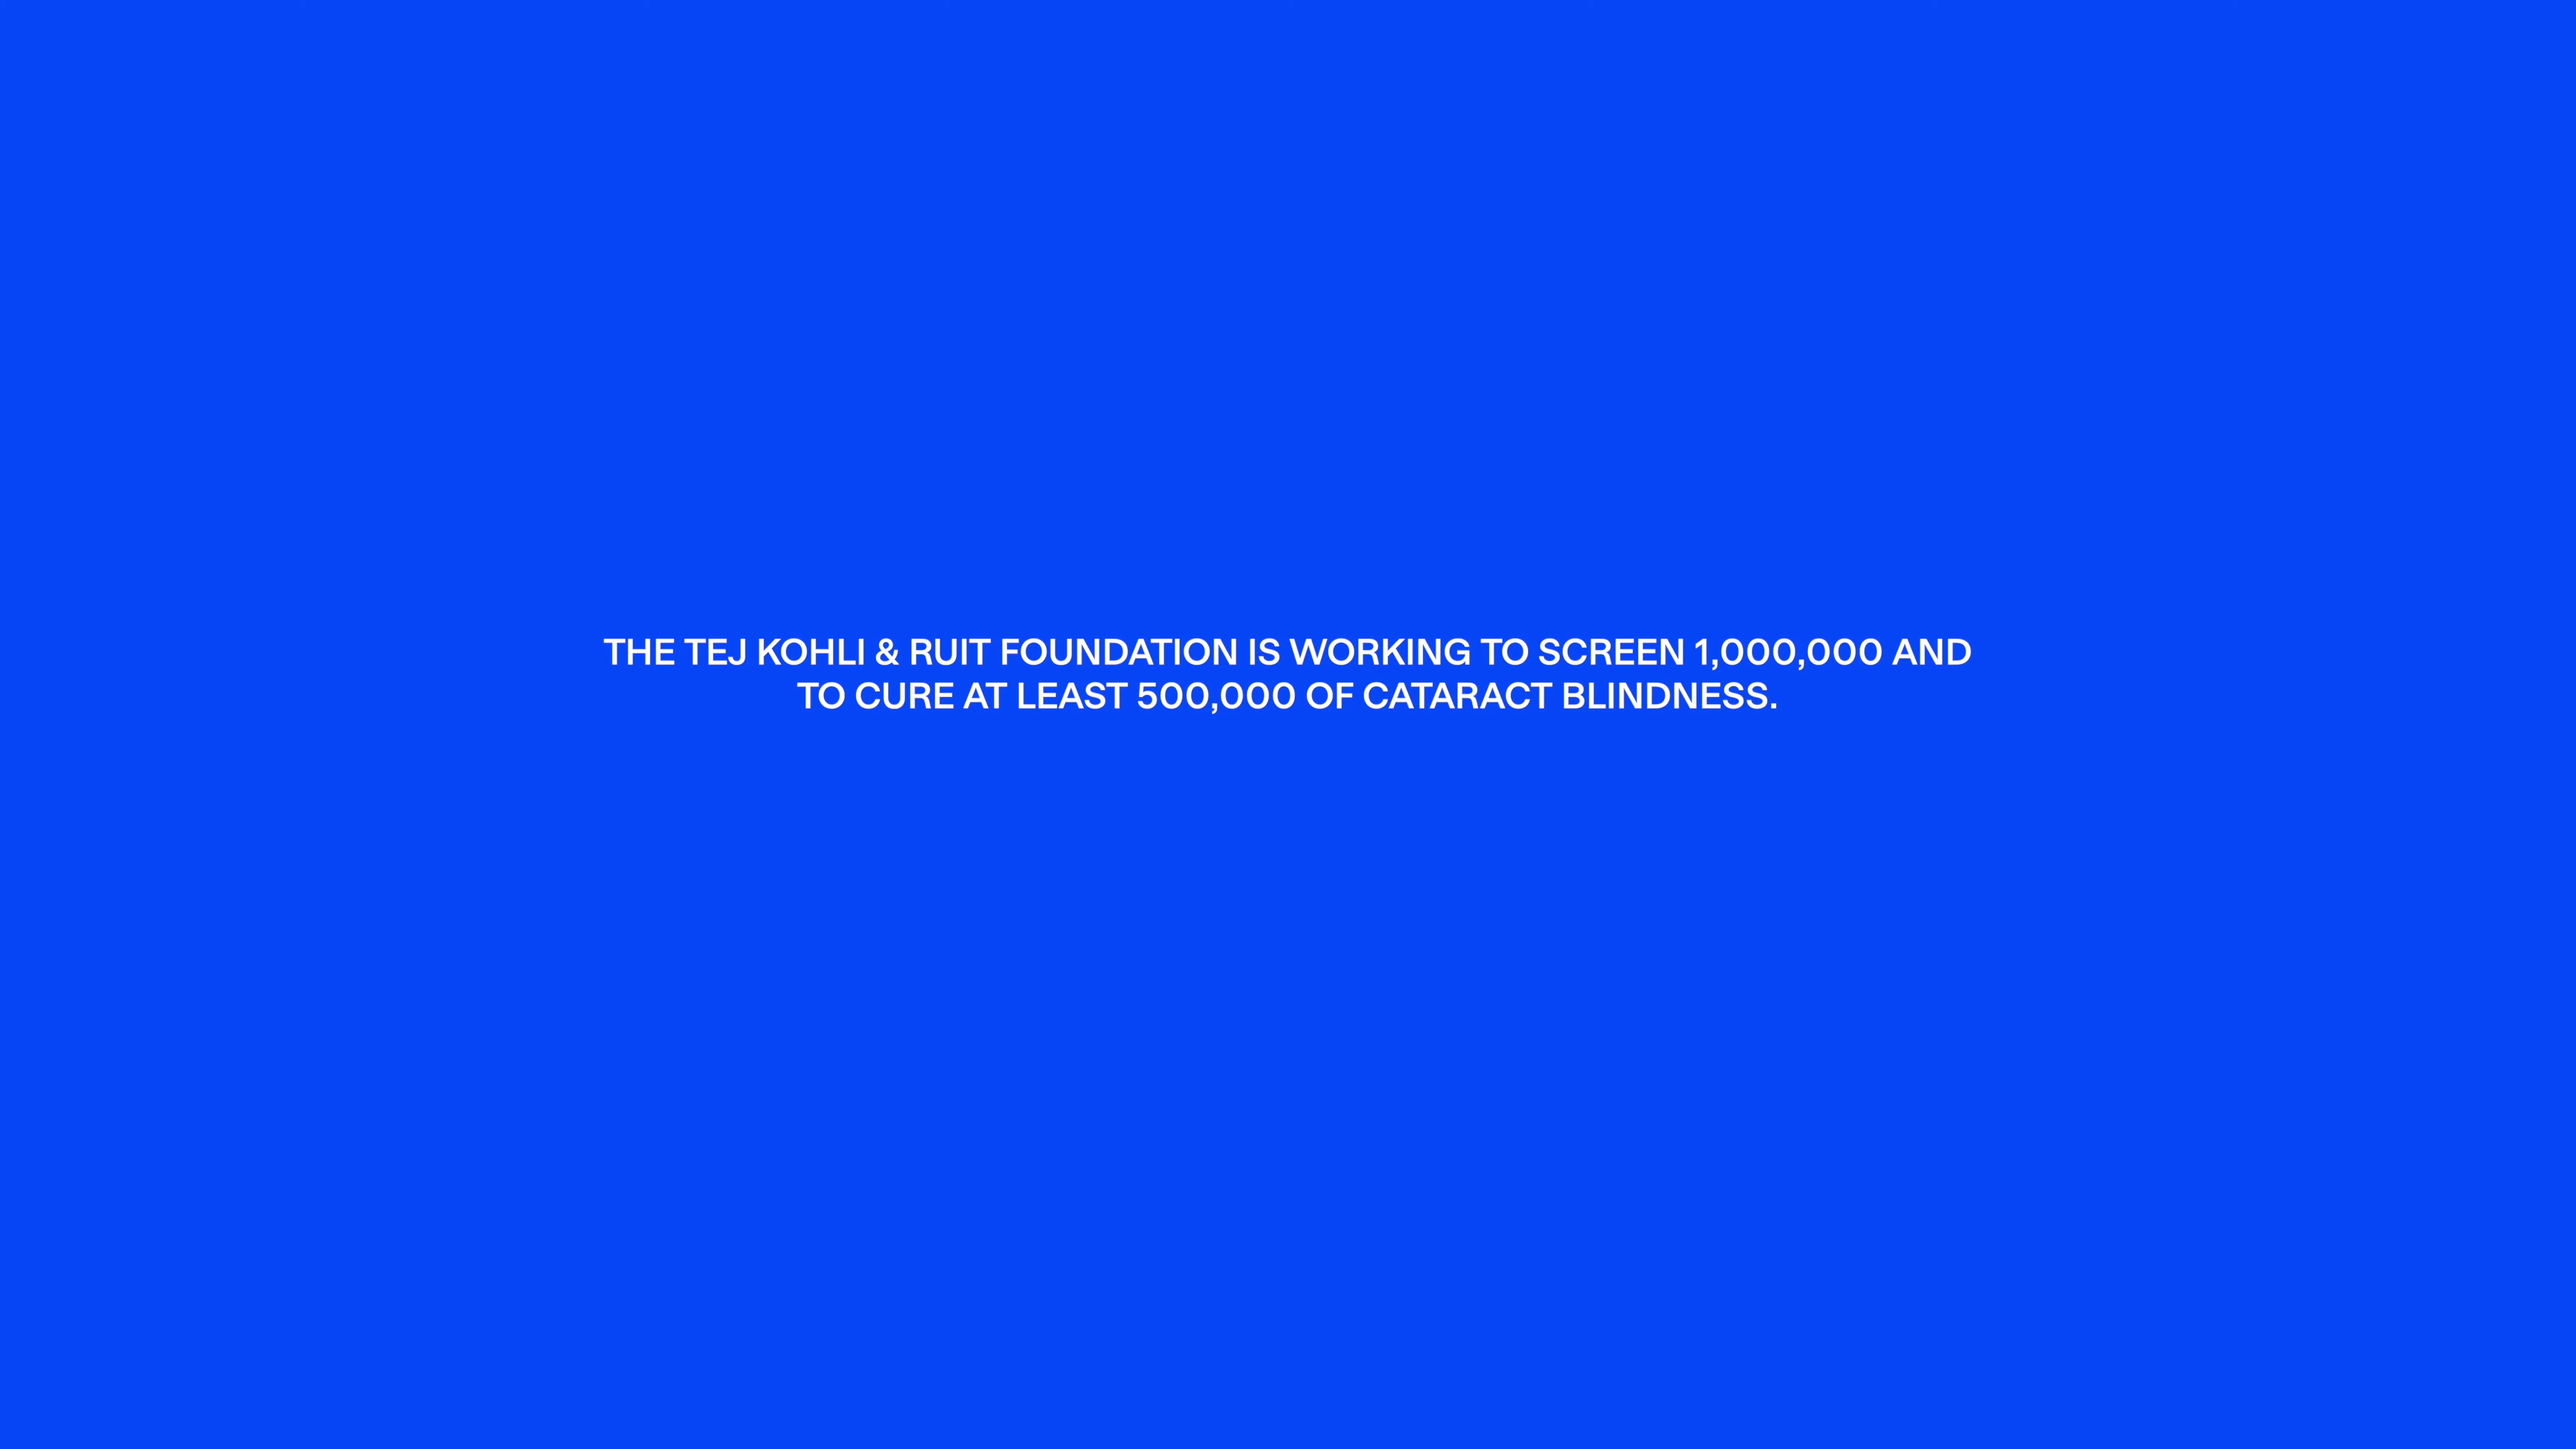 THE TEJ KOHLI & RUIT FOUNDATION IS WORKING TO SCREEN 1,000,000 AND
TO CURE AT LEAST 500,000 OF CATARACT BLINDNESS.